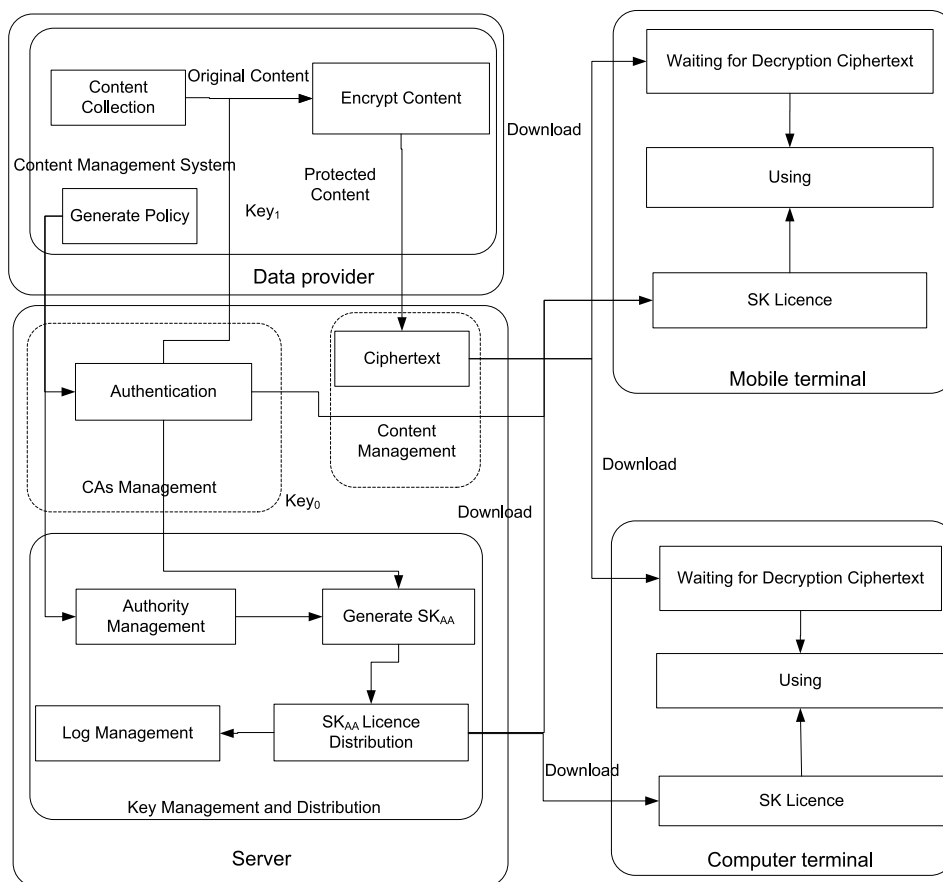 Content
Collection
Original Content
Encrypt Content
Content Management System
Generate Policy
Protected
Content
Key₁
Data provider
Download
Waiting for Decryption Ciphertext
Using
SK Licence
Mobile terminal
Authentication
CAs Management
Ciphertext
Content
Management
Key₀
Download
Download
Authority
Management
Generate SK_AA
Log Management
SK_AA Licence
Distribution
Key Management and Distribution
Server
Download
Waiting for Decryption Ciphertext
Using
SK Licence
Computer terminal